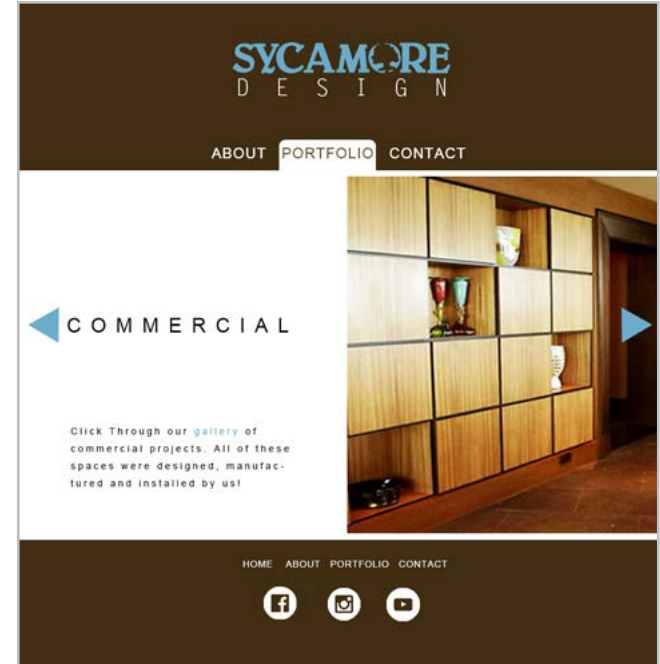 SYCAMORE
DESIGN
ABOUT PORTFOLIO CONTACT
COMMERCIAL
Click Through our gallery of
commercial projects. All of these
spaces were designed, manufac-
tured and installed by us!
HOME ABOUT PORTFOLIO CONTACT